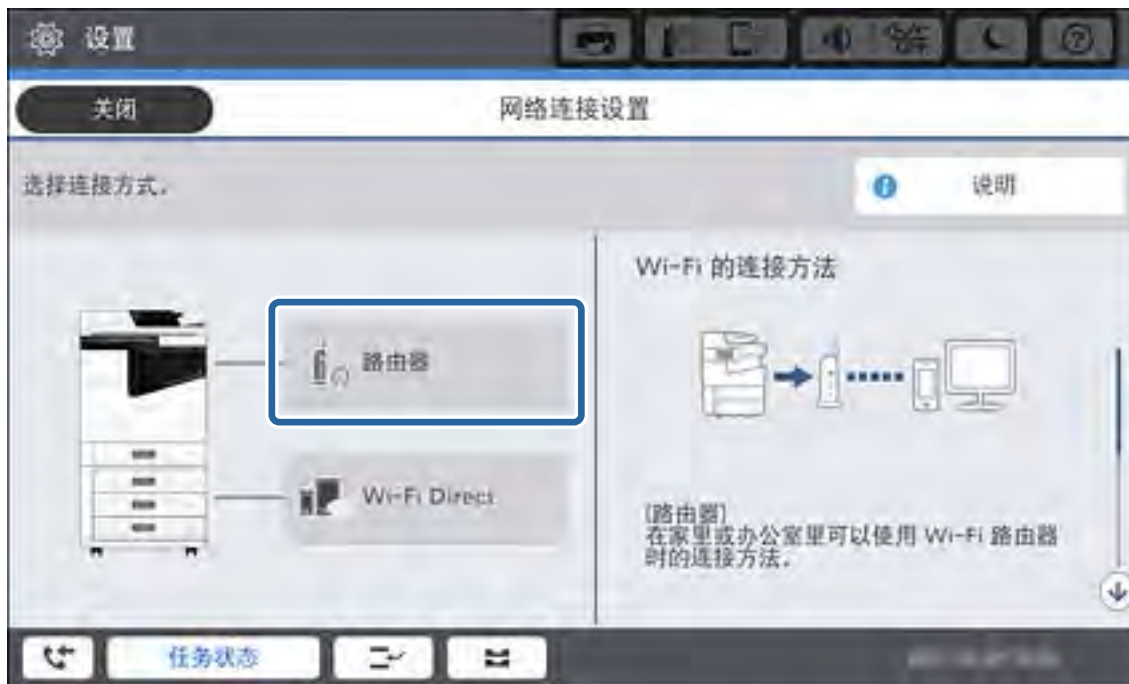 设置
关闭
网络连接设置
选择连接方式。
说明
Wi-Fi 的连接方法
路由器
Wi-Fi Direct
[路由器]
在家里或办公室里可以使用 Wi-Fi 路由器
时的连接方法。
任务状态